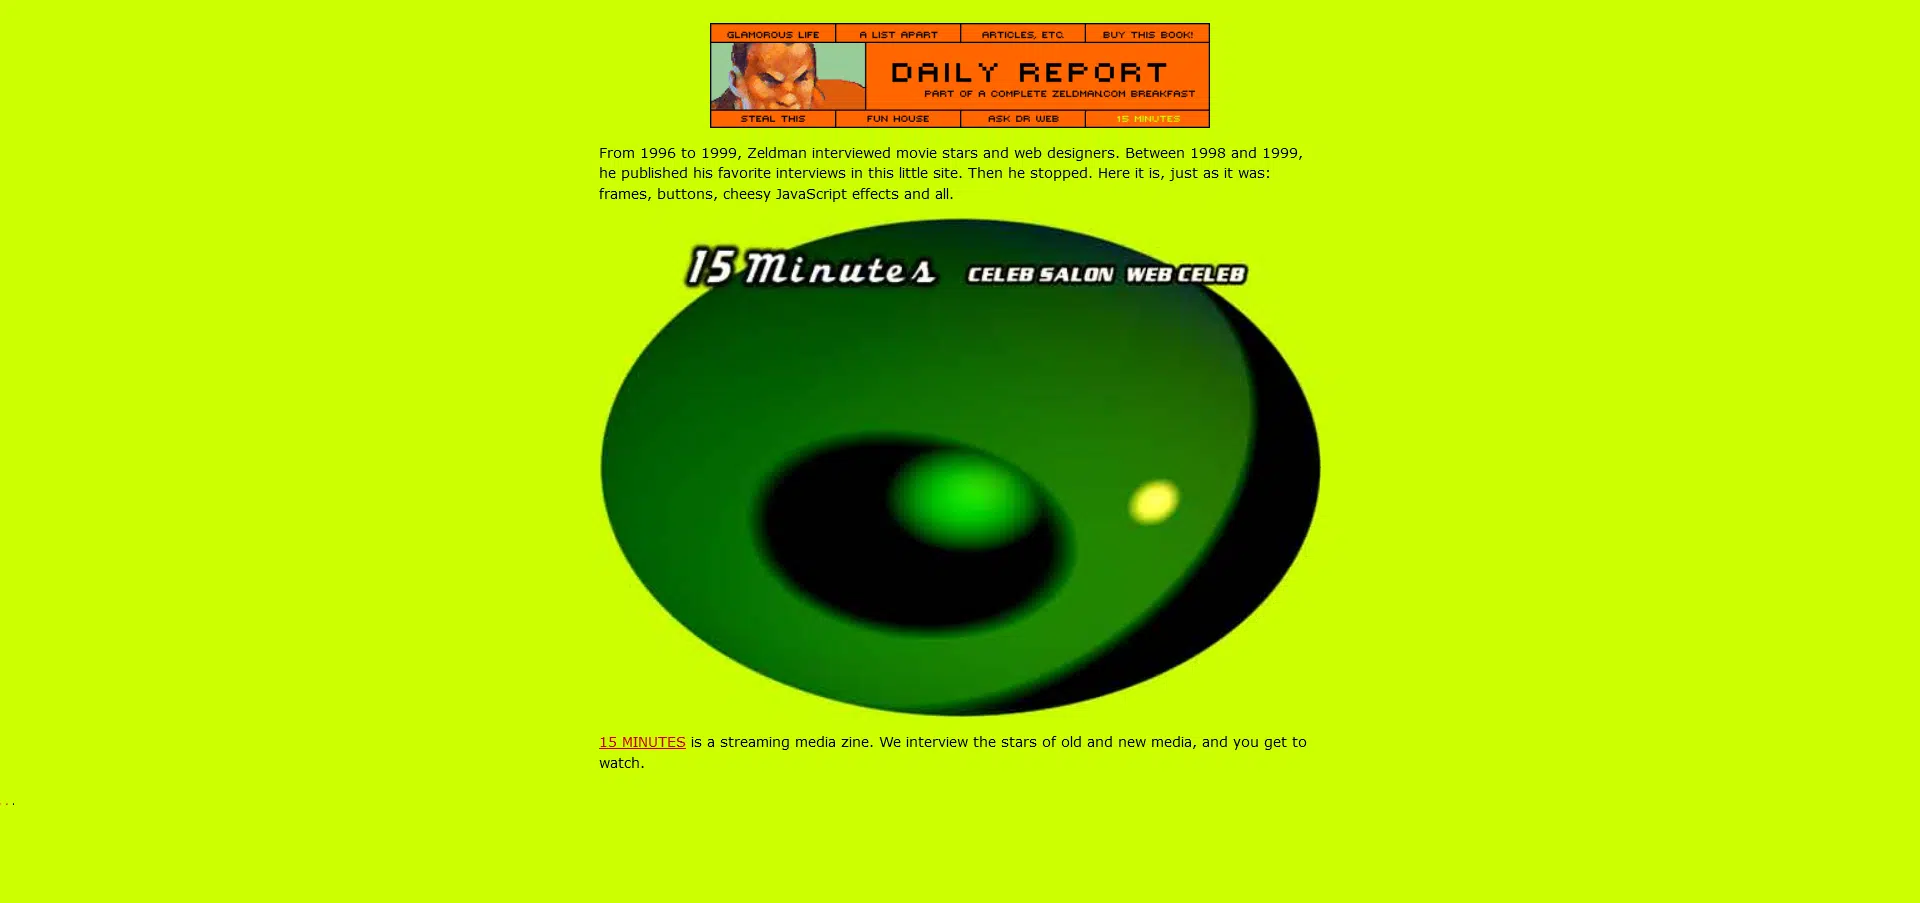 GLAMOROUS LIFE A LIST APART ARTICLES, ETC. BUY THIS BOOK!
DAILY REPORT
PART OF A COMPLETE ZELDMAN.COM BREAKFAST
STEAL THIS FUN HOUSE ASK DR WEB 15 MINUTES
From 1996 to 1999, Zeldman interviewed movie stars and web designers. Between 1998 and 1999,
he published his favorite interviews in this little site. Then he stopped. Here it is, just as it was:
frames, buttons, cheesy JavaScript effects and all.
15 Minutes CELEB SALON WEB CELEB
15 MINUTES is a streaming media zine. We interview the stars of old and new media, and you get to
watch.
. . .